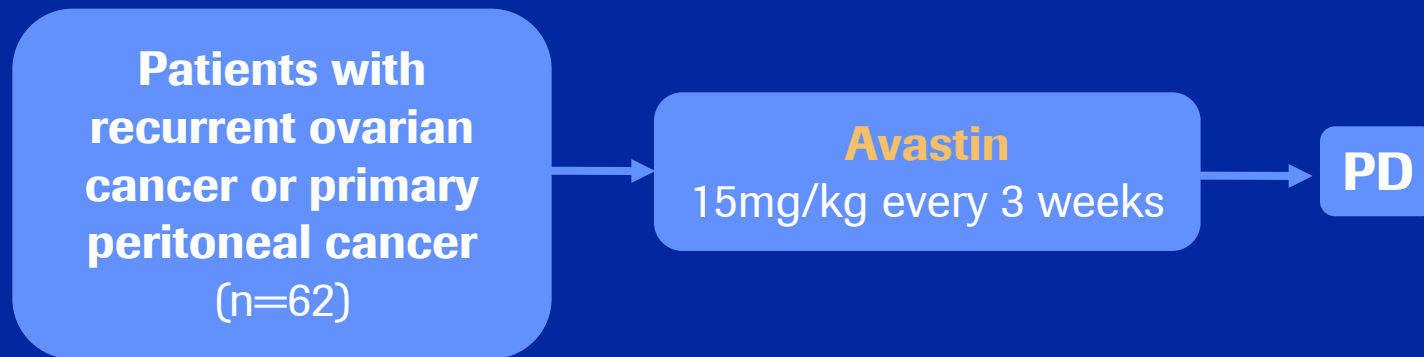 Patients with
recurrent ovarian
cancer or primary
peritoneal cancer
(n=62)
Avastin
15mg/kg every 3 weeks
PD